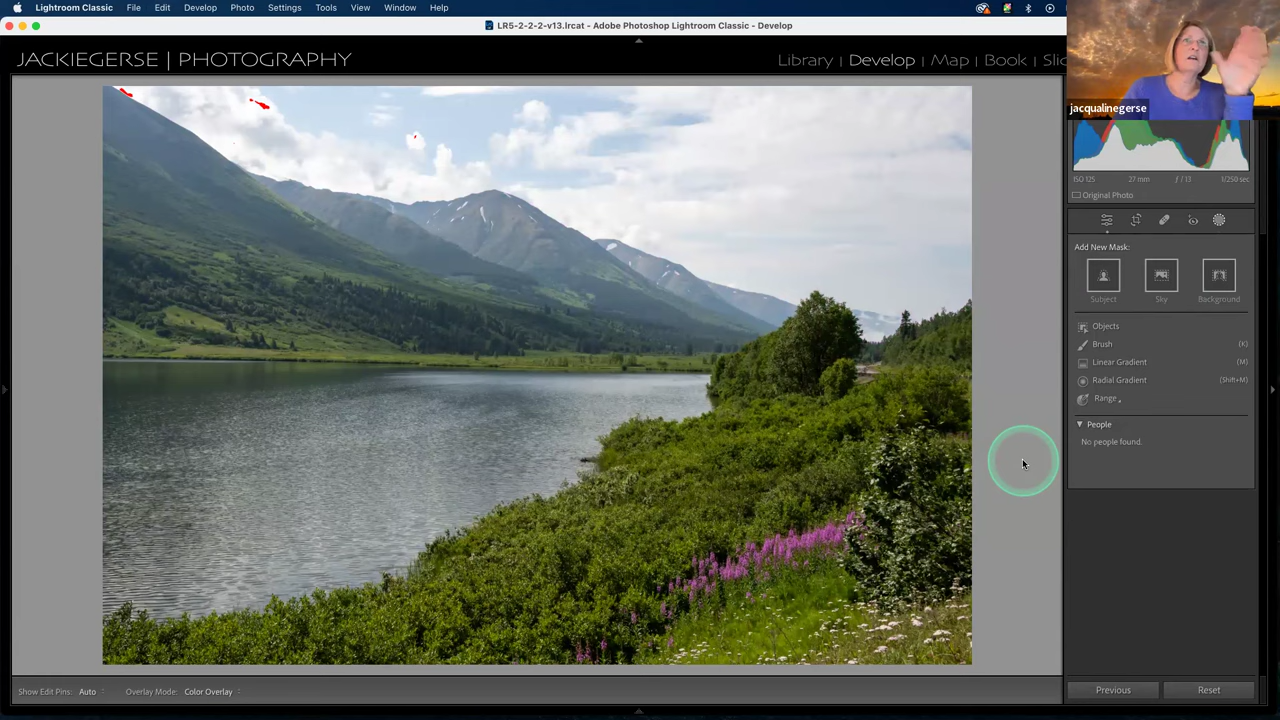 Lightroom Classic File Edit Develop Photo Settings Tools View Window Help
LR5-2-2-2-v13.lrcat - Adobe Photoshop Lightroom Classic - Develop
JACKIEGERSE | PHOTOGRAPHY
Library | Develop | Map | Book | Slid
jacqualinegerse
ISO 125 27 mm f / 13 1/250 sec
Original Photo
Add New Mask:
Subject Sky Background
Objects
Brush (K)
Linear Gradient (M)
Radial Gradient (Shift+M)
Range
People
No people found.
Show Edit Pins: Auto Overlay Mode: Color Overlay
Previous Reset